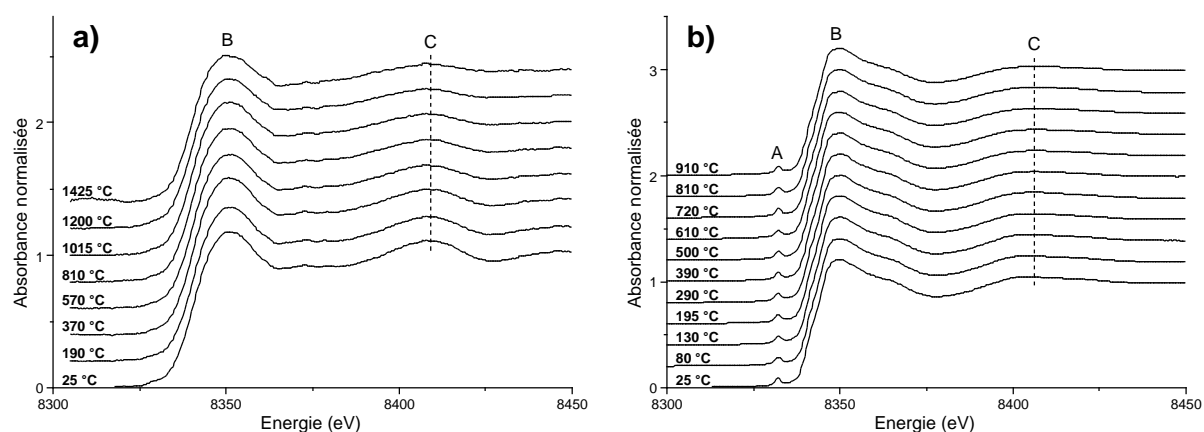 a)
B
C
Absorbance normalisée
2
1
0
1425 °C
1200 °C
1015 °C
810 °C
570 °C
370 °C
190 °C
25 °C
8300
8350
8400
8450
Energie (eV)
b)
B
C
A
Absorbance normalisée
3
2
1
0
910 °C
810 °C
720 °C
610 °C
500 °C
390 °C
290 °C
195 °C
130 °C
80 °C
25 °C
8300
8350
8400
8450
Energie (eV)